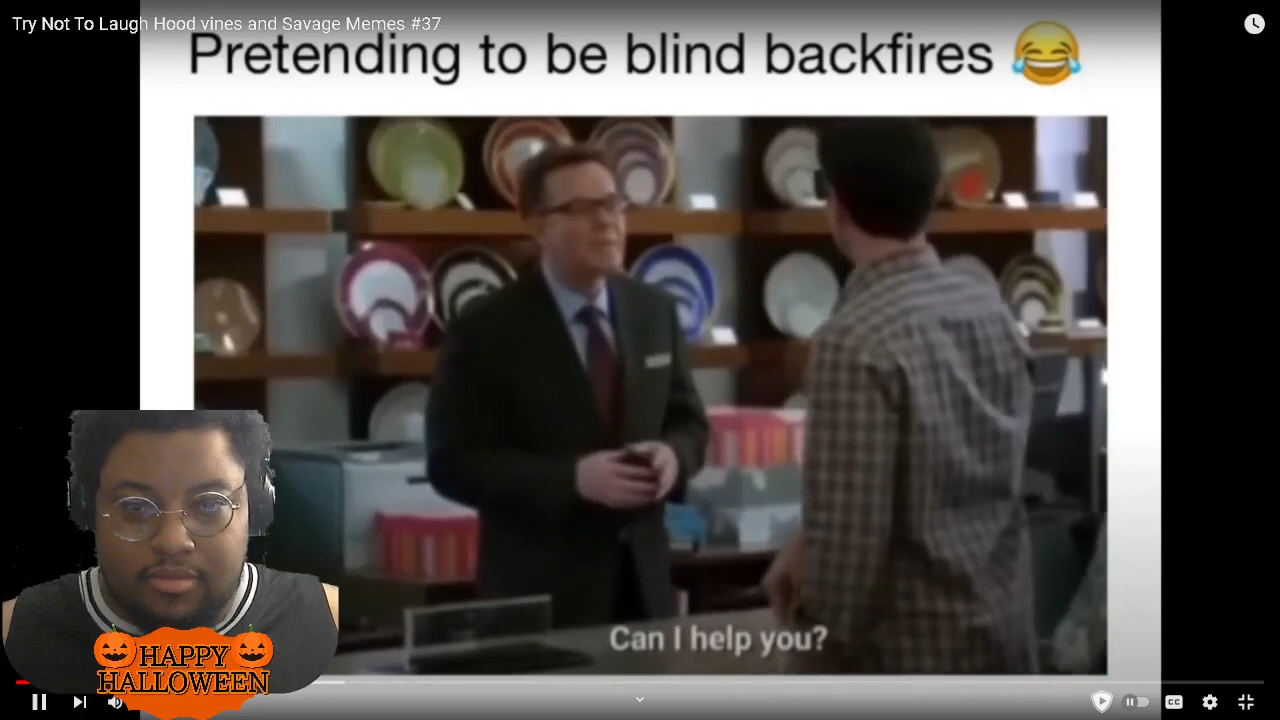 Try Not To Laugh Hood vines and Savage Memes #37
Pretending to be blind backfires 😂
Can I help you?
HAPPY
HALLOWEEN
CC